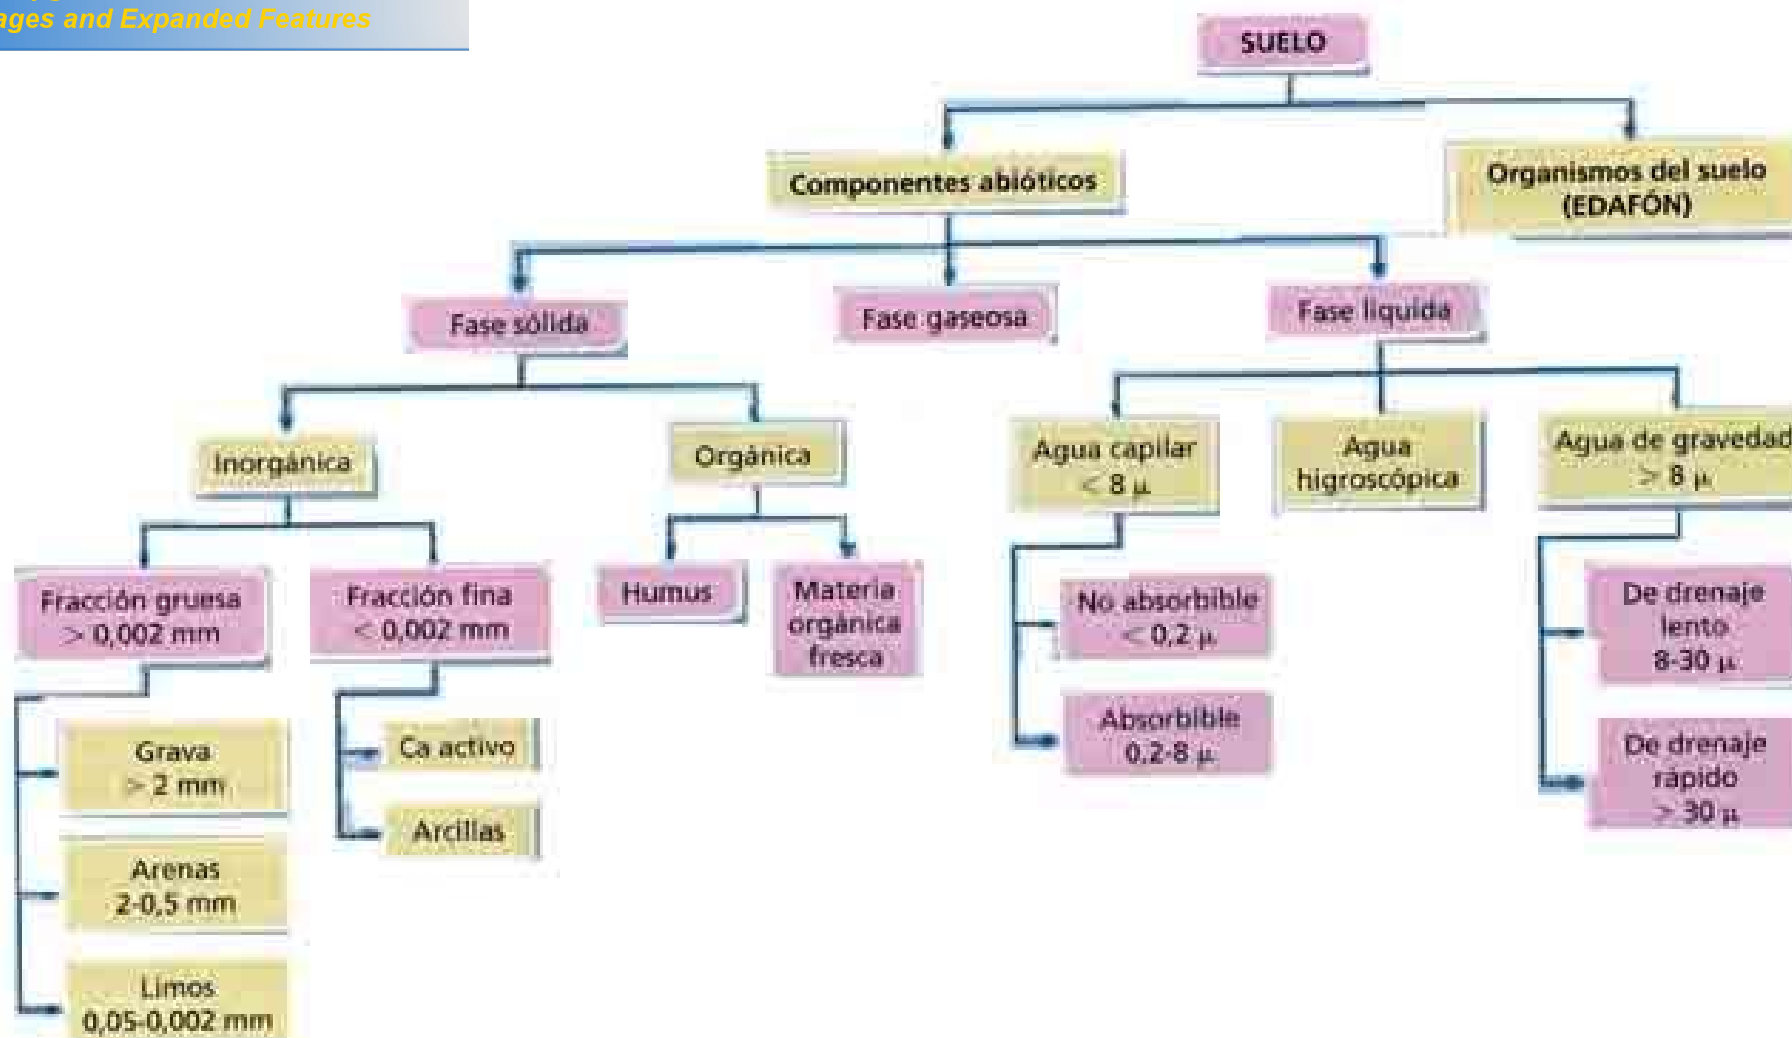 ages and Expanded Features
SUELO
Componentes abióticos
Organismos del suelo
(EDAFÓN)
Fase sólida
Fase gaseosa
Fase líquida
Inorgánica
Orgánica
Agua capilar
< 8 µ
Agua
higroscópica
Agua de gravedad
> 8 µ
Fracción gruesa
> 0,002 mm
Fracción fina
< 0,002 mm
Humus
Materia
orgánica
fresca
No absorbible
< 0,2 µ
De drenaje
lento
8-30 µ
Grava
> 2 mm
Ca activo
Absorbible
0,2-8 µ
De drenaje
rápido
> 30 µ
Arcillas
Arenas
2-0,5 mm
Limos
0,05-0,002 mm